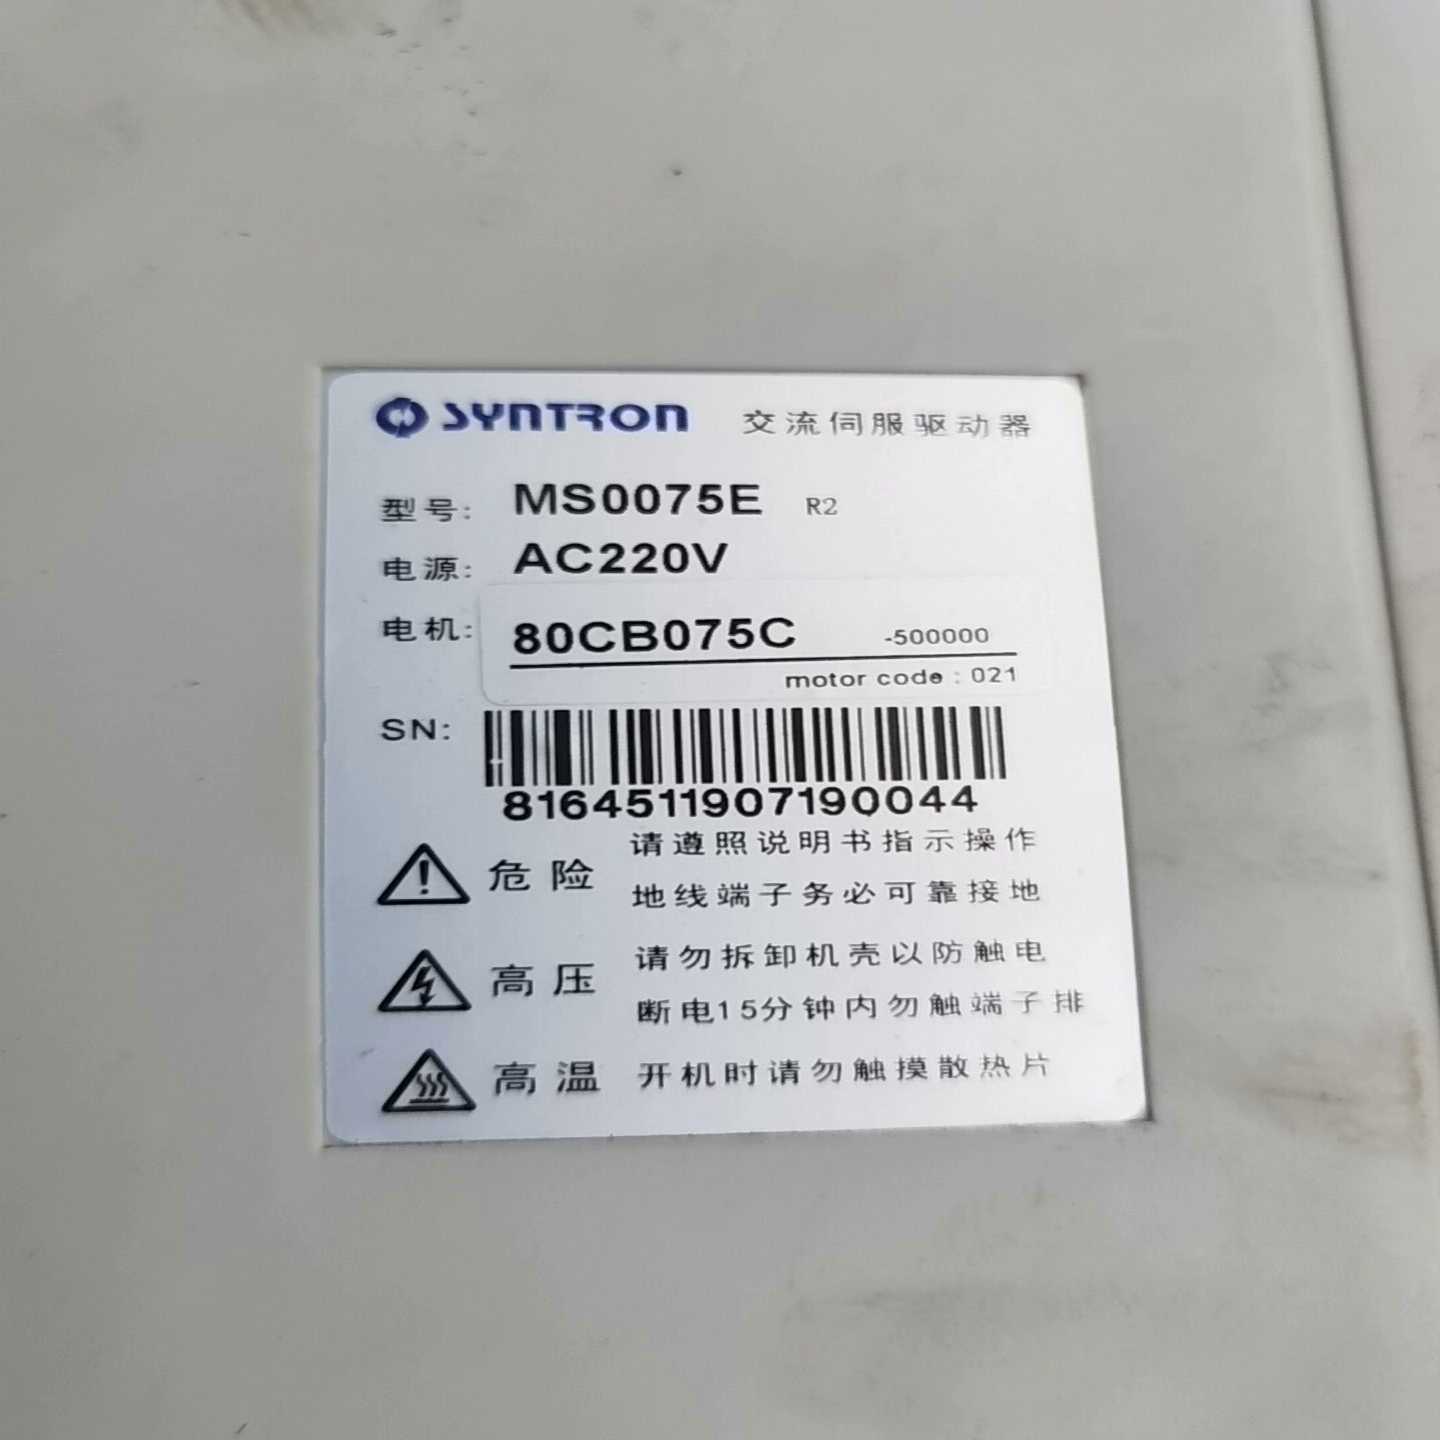 SYNTRON 交流伺服驱动器
型号: MS0075E R2
电源: AC220V
电机: 80CB075C -500000
motor code : 021
SN:
8164511907190044
危险 请遵照说明书指示操作
地线端子务必可靠接地
高压 请勿拆卸机壳以防触电
断电15分钟内勿触端子排
高温 开机时请勿触摸散热片